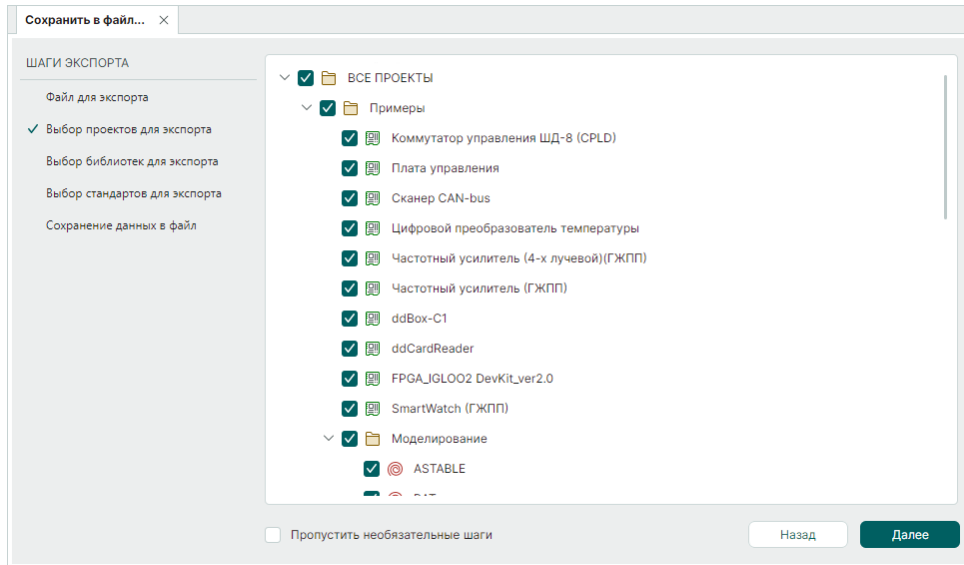 Сохранить в файл...
ШАГИ ЭКСПОРТА
Файл для экспорта
Выбор проектов для экспорта
Выбор библиотек для экспорта
Выбор стандартов для экспорта
Сохранение данных в файл
ВСЕ ПРОЕКТЫ
Примеры
Коммутатор управления ШД-8 (CPLD)
Плата управления
Сканер CAN-bus
Цифровой преобразователь температуры
Частотный усилитель (4-х лучевой)(ГЖПП)
Частотный усилитель (ГЖПП)
ddBox-C1
ddCardReader
FPGA_IGLOO2 DevKit_ver2.0
SmartWatch (ГЖПП)
Моделирование
ASTABLE
Пропустить необязательные шаги
Назад
Далее